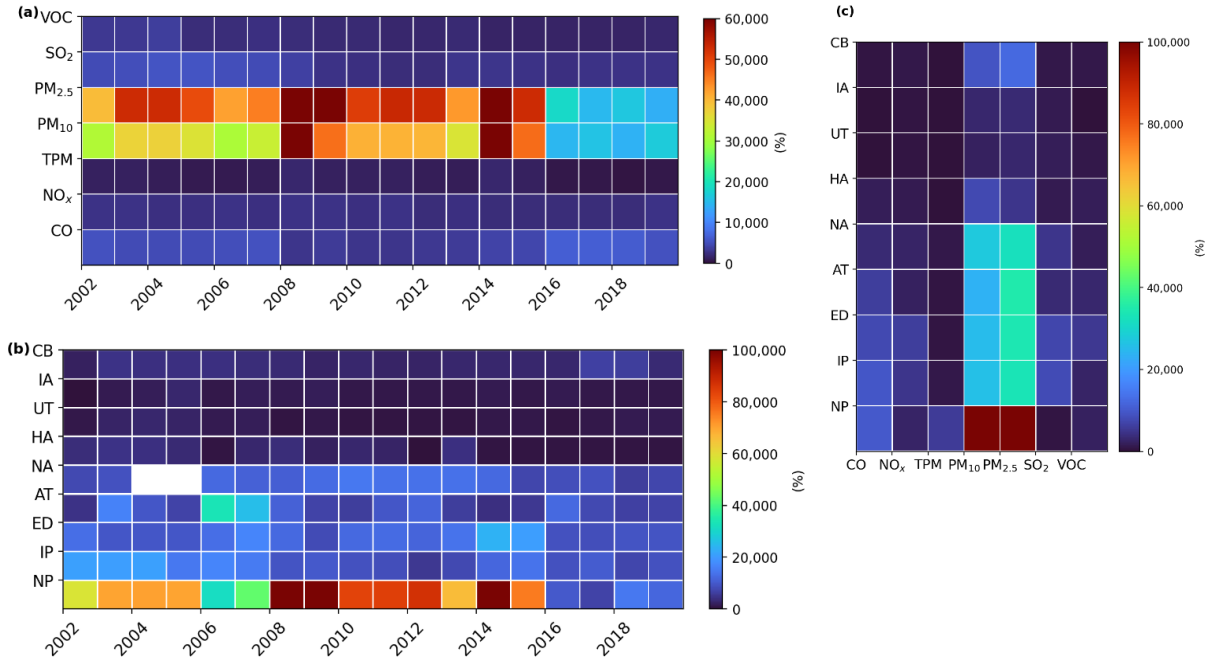 (a)
VOC
SO₂
PM₂.₅
PM₁₀
TPM
NOₓ
CO
2002 2004 2006 2008 2010 2012 2014 2016 2018
60,000
50,000
40,000
30,000
20,000
10,000
0
(%)
(b)
CB
IA
UT
HA
NA
AT
ED
IP
NP
2002 2004 2006 2008 2010 2012 2014 2016 2018
100,000
80,000
60,000
40,000
20,000
0
(%)
(c)
CB
IA
UT
HA
NA
AT
ED
IP
NP
CO NOₓ TPM PM₁₀ PM₂.₅ SO₂ VOC
100,000
80,000
60,000
40,000
20,000
0
(%)